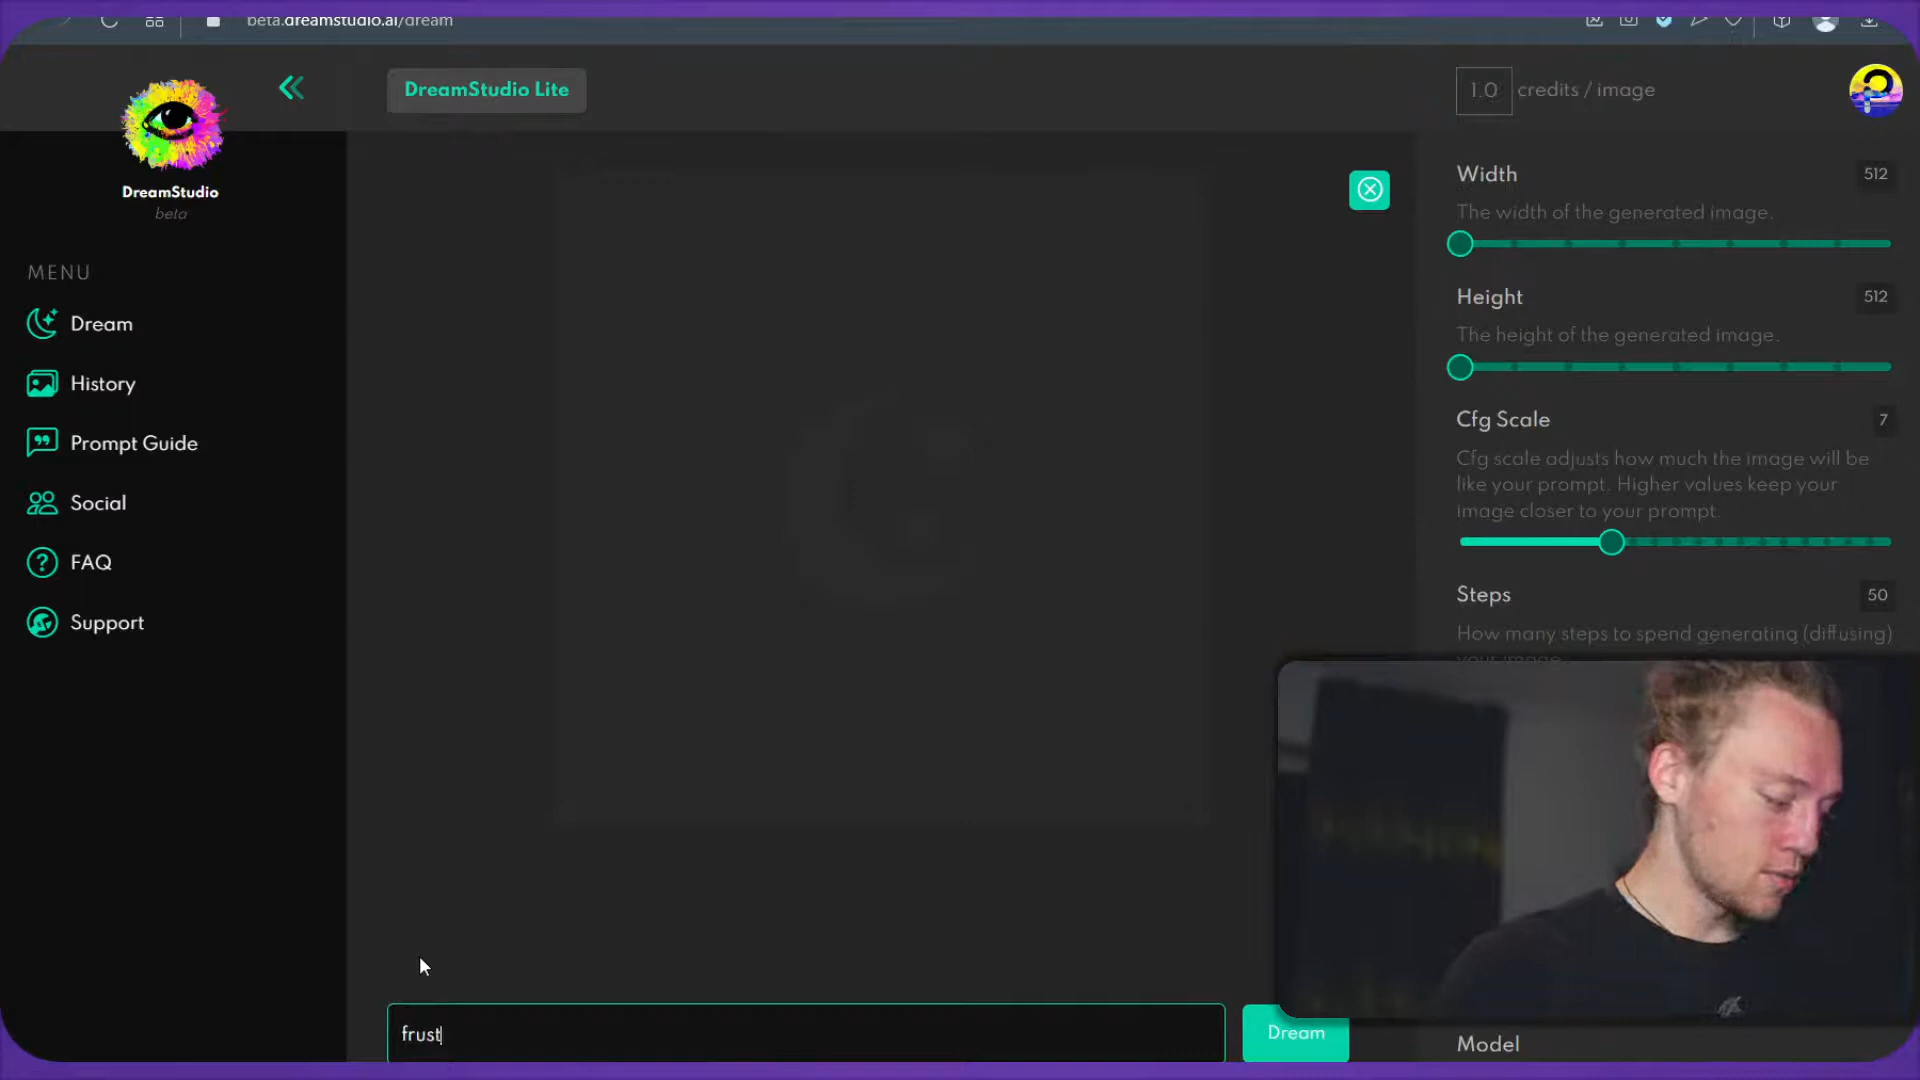 beta.dreamstudio.ai/dream
DreamStudio Lite
1.0 credits / image
DreamStudio
beta
MENU
Dream
History
Prompt Guide
Social
FAQ
Support
Width
512
The width of the generated image.
Height
512
The height of the generated image.
Cfg Scale
7
Cfg scale adjusts how much the image will be
like your prompt. Higher values keep your
image closer to your prompt.
Steps
50
How many steps to spend generating (diffusing)
your image.
frust
Dream
Model